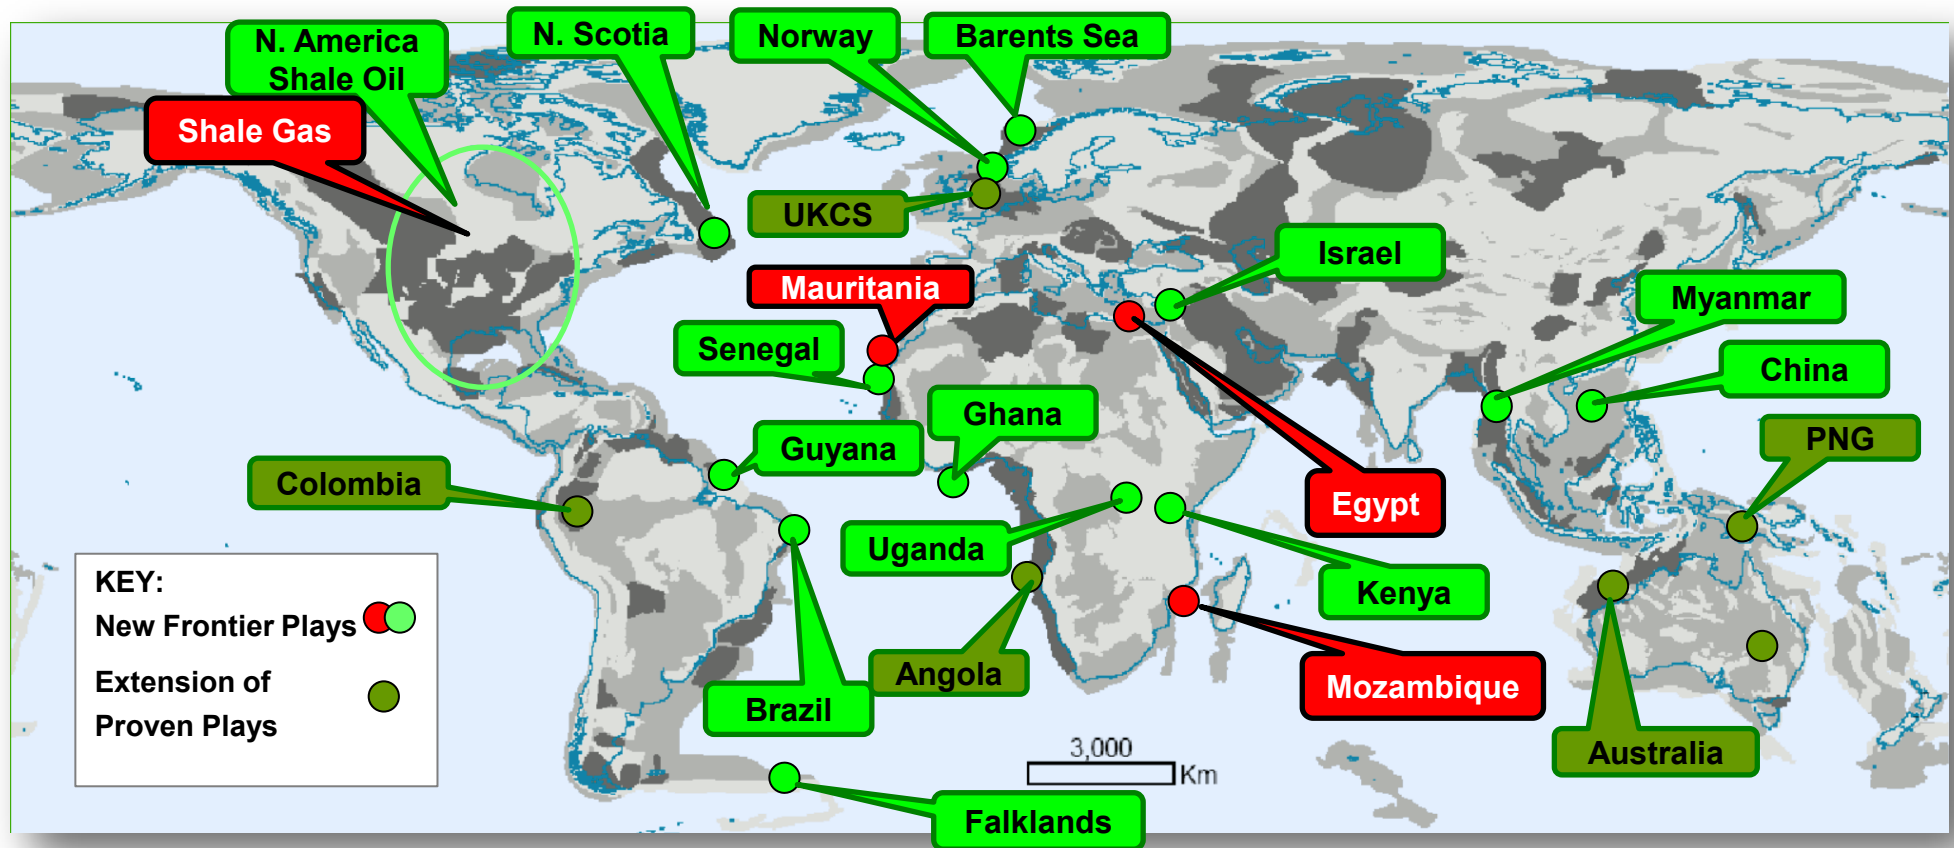 N. America
Shale Oil
N. Scotia
Norway
Barents Sea
Shale Gas
UKCS
Israel
Mauritania
Myanmar
Senegal
China
Ghana
PNG
Guyana
Colombia
Egypt
Uganda
Kenya
KEY:
New Frontier Plays
Extension of
Proven Plays
Angola
Mozambique
Brazil
Australia
3,000
Km
Falklands